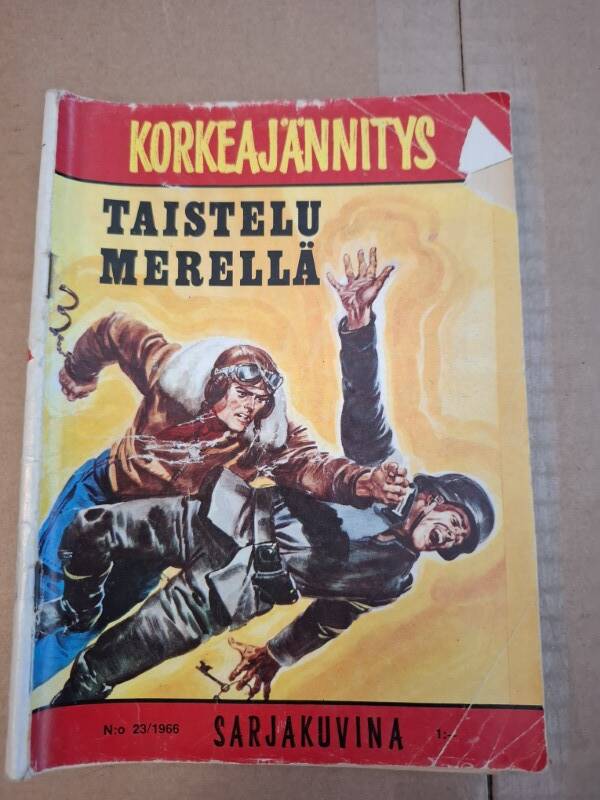 KORKEAJÄNNITYS
TAISTELU
MERELLÄ
N:o 23/1966
SARJAKUVINA
1:--